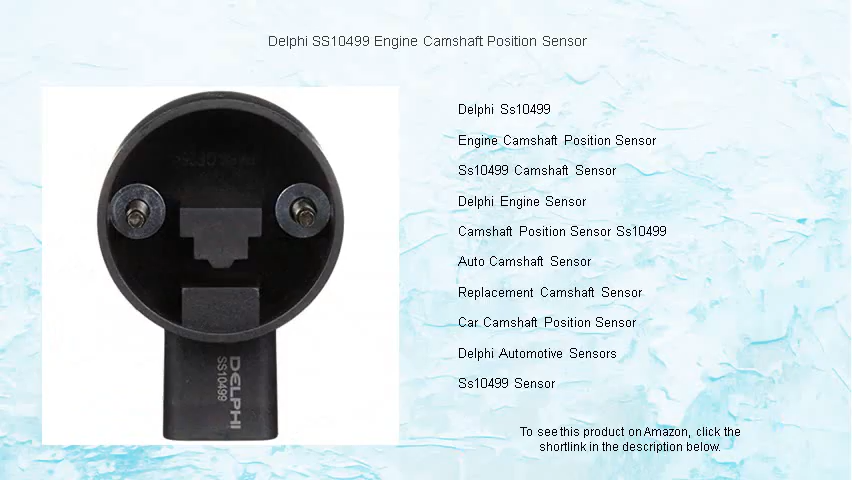 Delphi SS10499 Engine Camshaft Position Sensor
Delphi Ss10499
Engine Camshaft Position Sensor
Ss10499 Camshaft Sensor
Delphi Engine Sensor
Camshaft Position Sensor Ss10499
Auto Camshaft Sensor
Replacement Camshaft Sensor
Car Camshaft Position Sensor
Delphi Automotive Sensors
Ss10499 Sensor
To see this product on Amazon, click the
shortlink in the description below.
DELPHI
SS10499